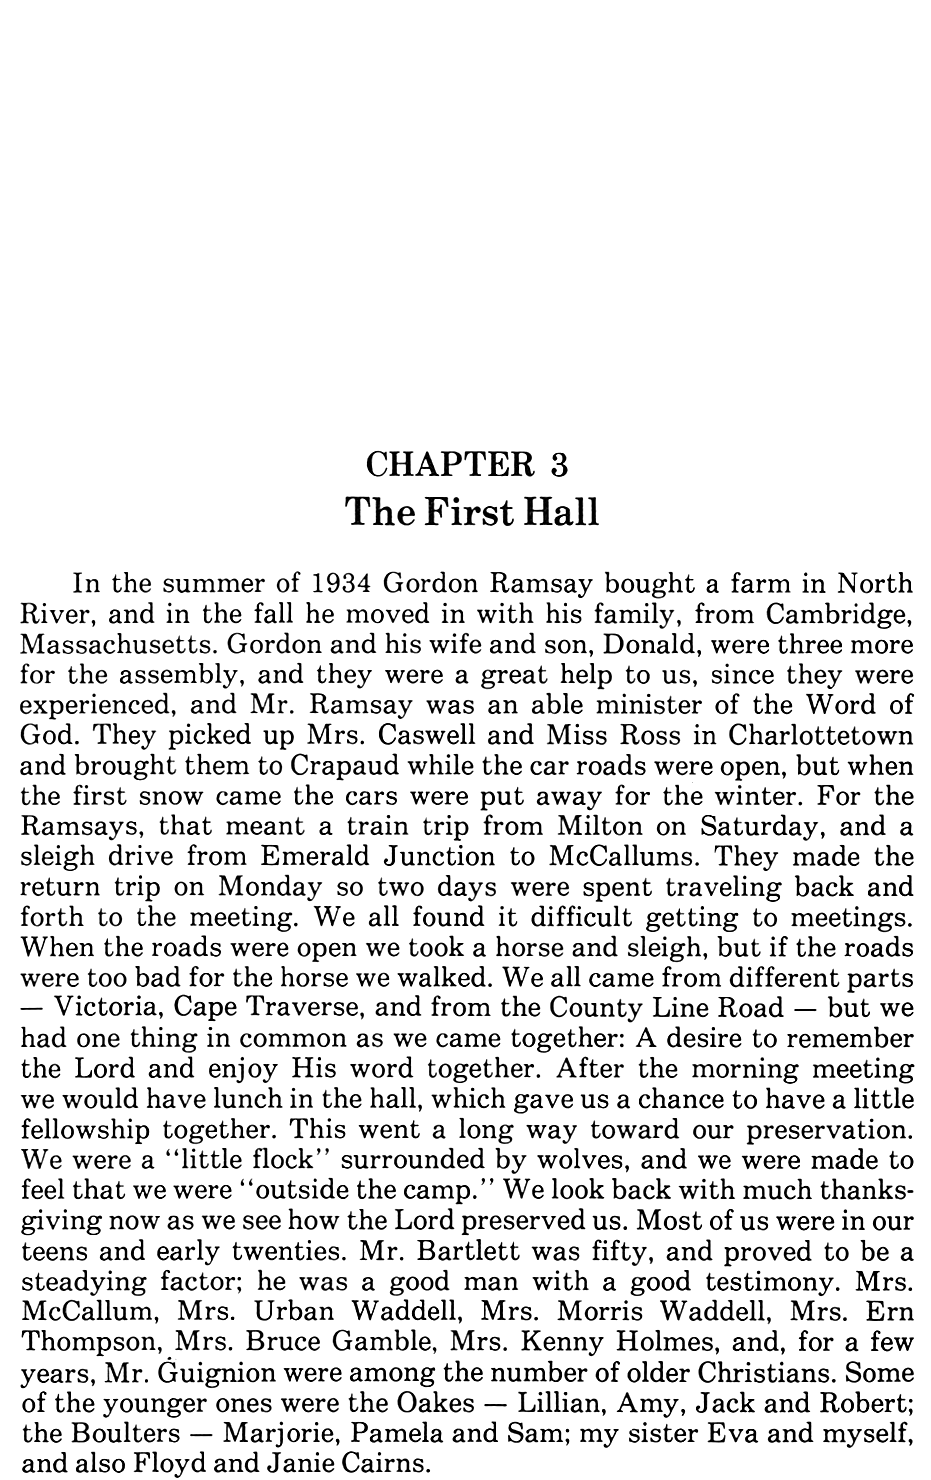 CHAPTER 3
The First Hall
In the summer of 1934 Gordon Ramsay bought a farm in North
River, and in the fall he moved in with his family, from Cambridge,
Massachusetts. Gordon and his wife and son, Donald, were three more
for the assembly, and they were a great help to us, since they were
experienced, and Mr. Ramsay was an able minister of the Word of
God. They picked up Mrs. Caswell and Miss Ross in Charlottetown
and brought them to Crapaud while the car roads were open, but when
the first snow came the cars were put away for the winter. For the
Ramsays, that meant a train trip from Milton on Saturday, and a
sleigh drive from Emerald Junction to McCallums. They made the
return trip on Monday so two days were spent traveling back and
forth to the meeting. We all found it difficult getting to meetings.
When the roads were open we took a horse and sleigh, but if the roads
were too bad for the horse we walked. We all came from different parts
— Victoria, Cape Traverse, and from the County Line Road — but we
had one thing in common as we came together: A desire to remember
the Lord and enjoy His word together. After the morning meeting
we would have lunch in the hall, which gave us a chance to have a little
fellowship together. This went a long way toward our preservation.
We were a "little flock" surrounded by wolves, and we were made to
feel that we were "outside the camp." We look back with much thanks-
giving now as we see how the Lord preserved us. Most of us were in our
teens and early twenties. Mr. Bartlett was fifty, and proved to be a
steadying factor; he was a good man with a good testimony. Mrs.
McCallum, Mrs. Urban Waddell, Mrs. Morris Waddell, Mrs. Ern
Thompson, Mrs. Bruce Gamble, Mrs. Kenny Holmes, and, for a few
years, Mr. Guignion were among the number of older Christians. Some
of the younger ones were the Oakes — Lillian, Amy, Jack and Robert;
the Boulters — Marjorie, Pamela and Sam; my sister Eva and myself,
and also Floyd and Janie Cairns.